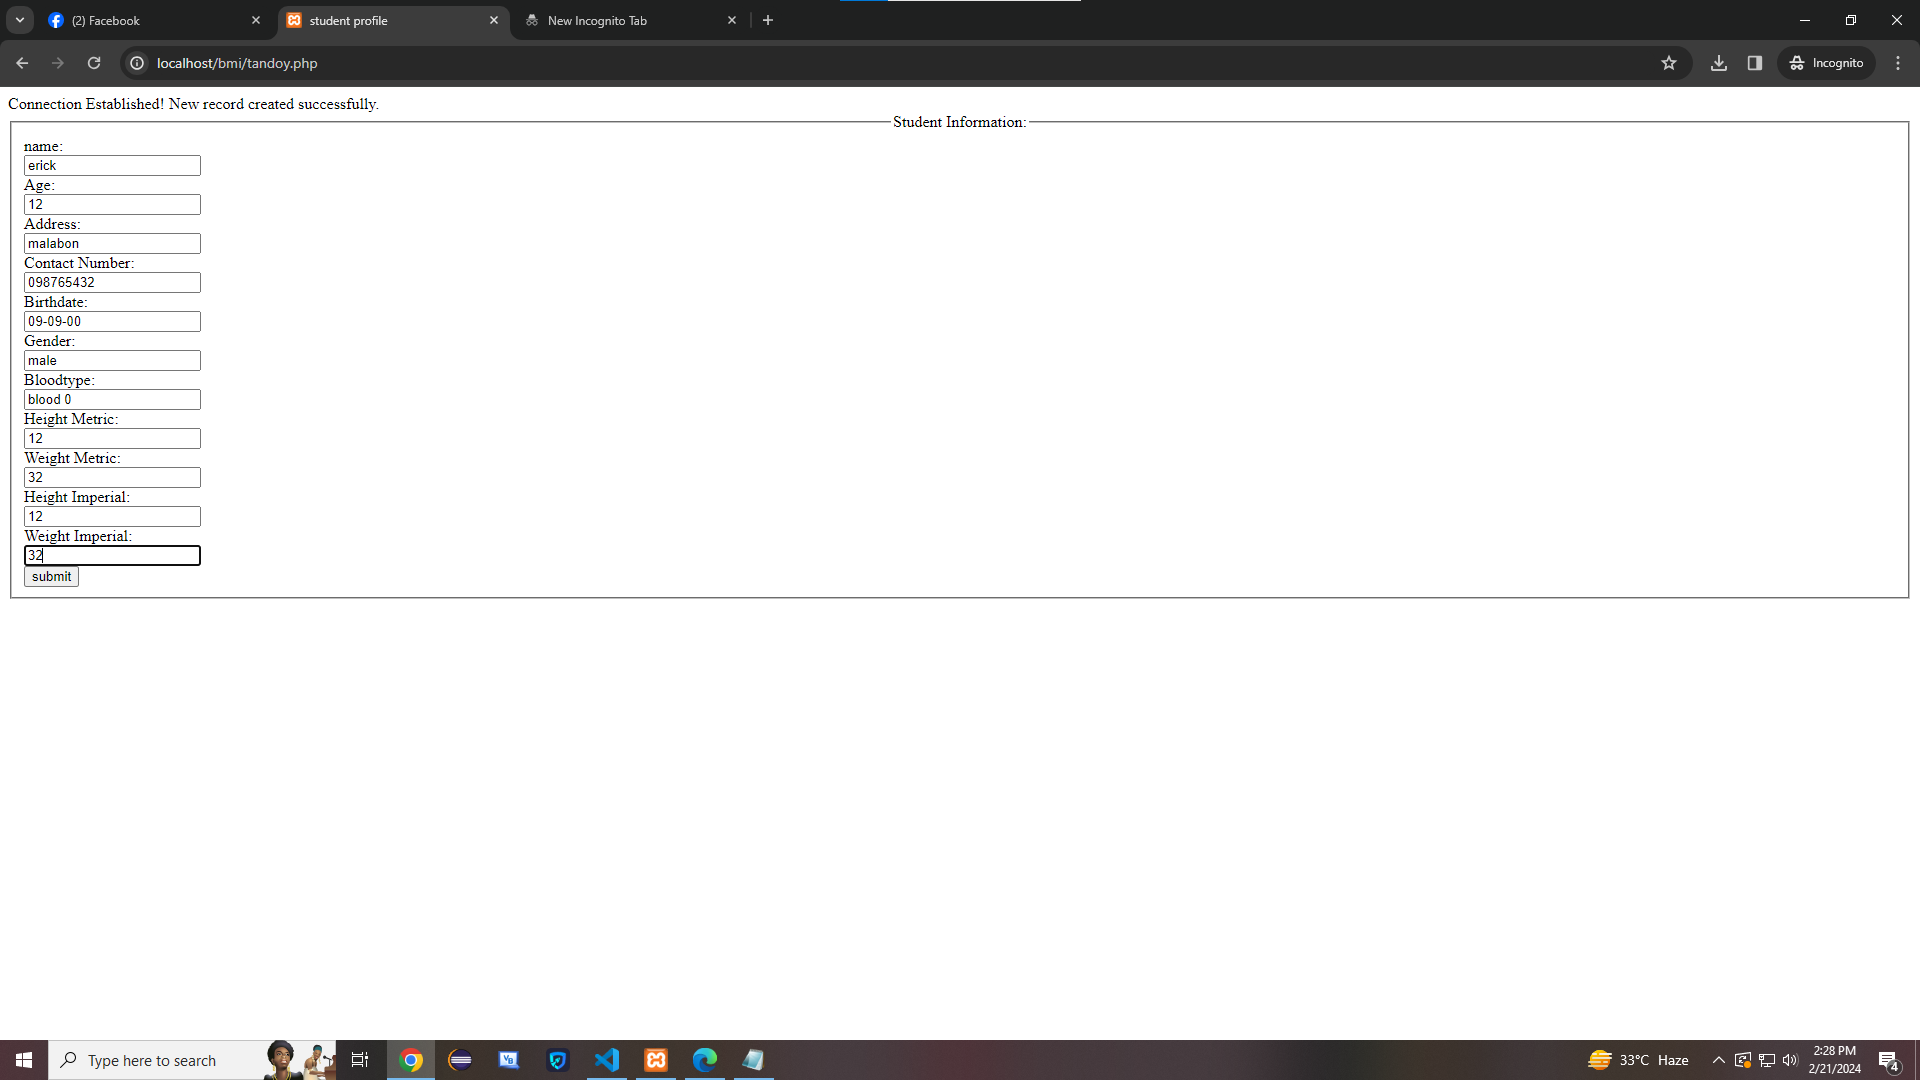 (2) Facebook
student profile
New Incognito Tab
localhost/bmi/tandoy.php
Incognito
Connection Established! New record created successfully.
Student Information:
name:
erick
Age:
12
Address:
malabon
Contact Number:
098765432
Birthdate:
09-09-00
Gender:
male
Bloodtype:
blood 0
Height Metric:
12
Weight Metric:
32
Height Imperial:
12
Weight Imperial:
32
submit
Type here to search
VB
33°C Haze
2:28 PM
2/21/2024
4